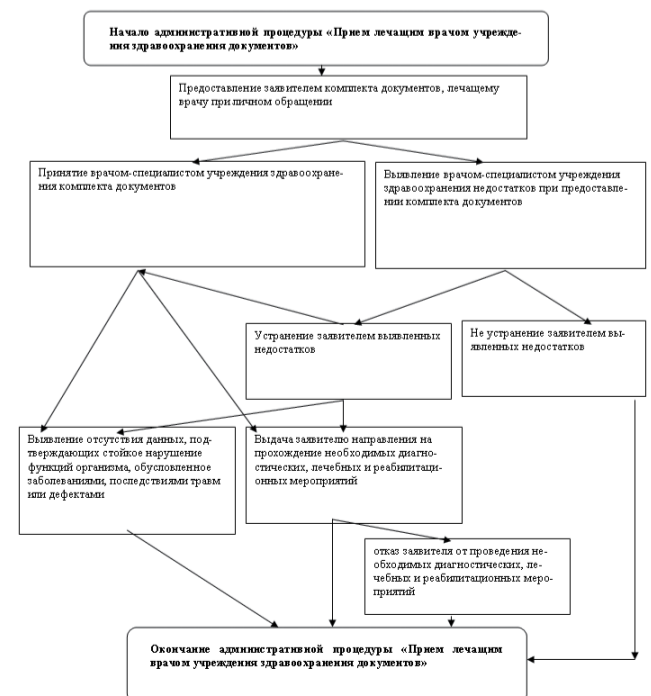 Начало административной процедуры «Прием лечащим врачом учрежде-
ния здравоохранения документов»
Предоставление заявителем комплекта документов, лечащему
врачу при личном обращении
Принятие врачом-специалистом учреждения здравоохране-
ния комплекта документов
Выявление врачом-специалистом учреждения
здравоохранения недостатков при предоставле-
нии комплекта документов
Устранение заявителем выявленных
недостатков
Не устранение заявителем вы-
явленных недостатков
Выявление отсутствия данных, под-
тверждающих стойкое нарушение
функций организма, обусловленное
заболеваниями, последствиями травм
или дефектами
Выдача заявителю направления на
прохождение необходимых диагно-
стических, лечебных и реабилитаци-
онных мероприятий
отказ заявителя от проведения не-
обходимых диагностических, ле-
чебных и реабилитационных меро-
приятий
Окончание административной процедуры «Прием лечащим
врачом учреждения здравоохранения документов»